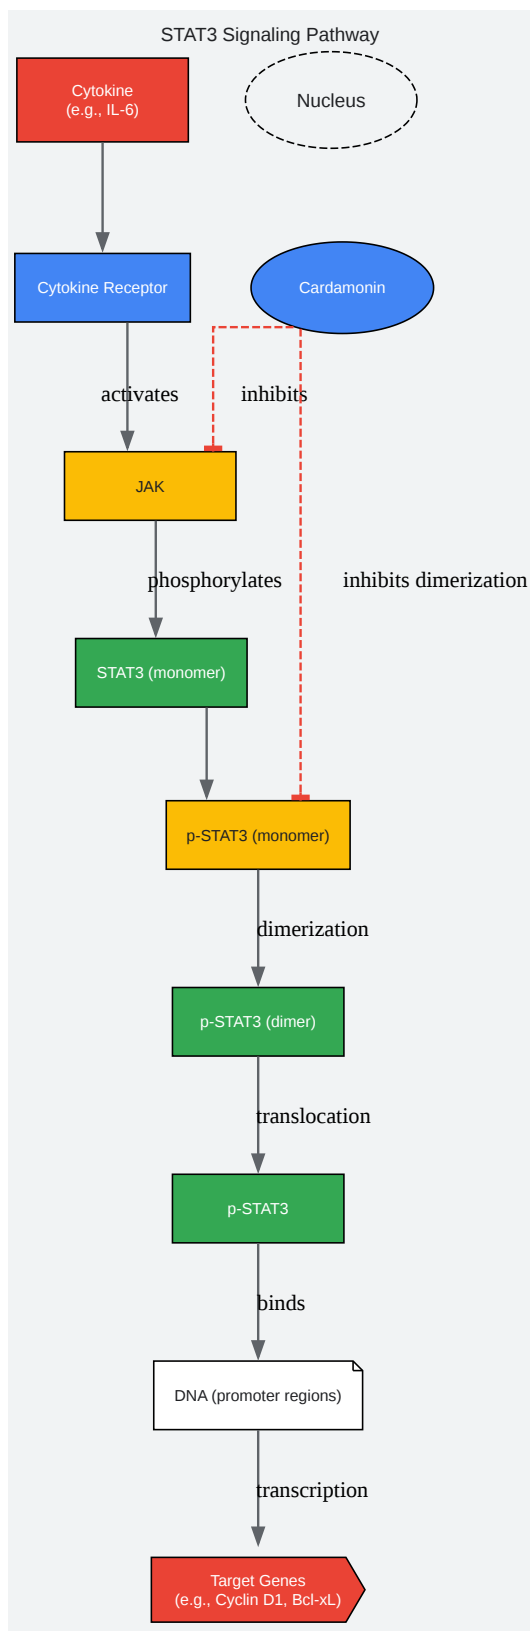 STAT3 Signaling Pathway
Cytokine
(e.g., IL-6)
Nucleus
Cytokine Receptor
Cardamonin
activates
inhibits
JAK
phosphorylates
inhibits dimerization
STAT3 (monomer)
p-STAT3 (monomer)
dimerization
p-STAT3 (dimer)
translocation
p-STAT3
binds
DNA (promoter regions)
transcription
Target Genes
(e.g., Cyclin D1, Bcl-xL)